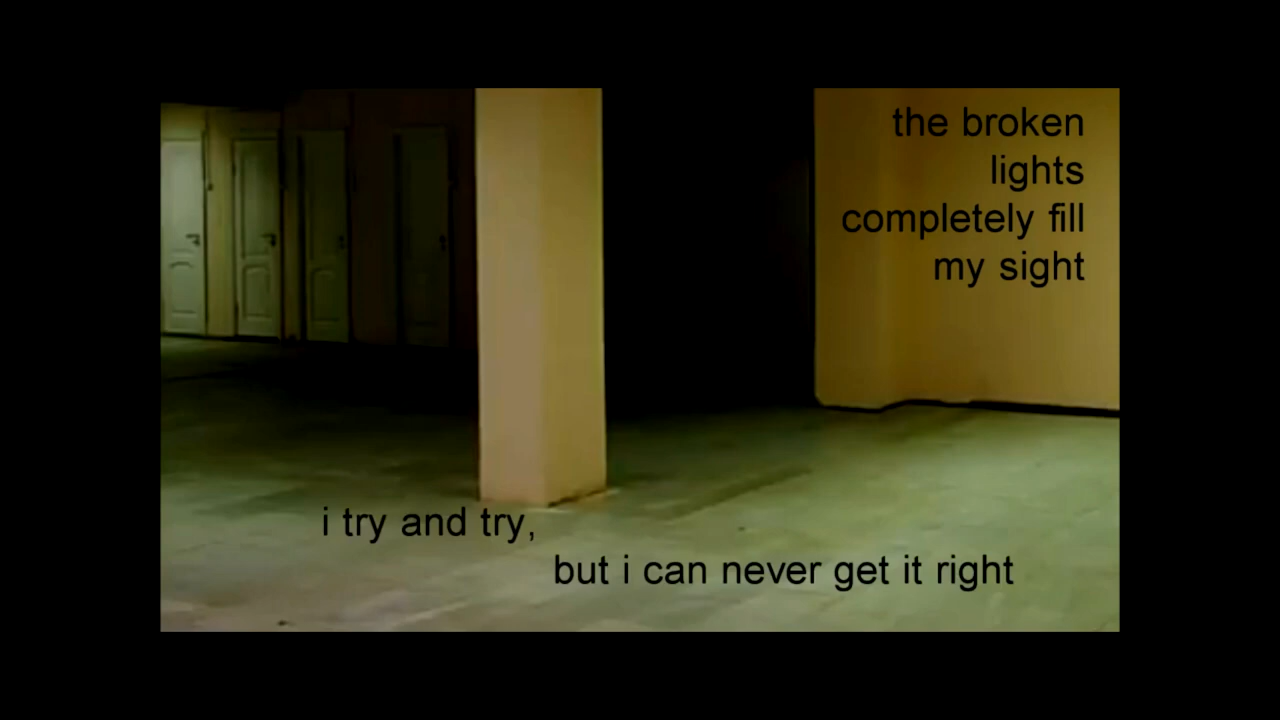 the broken
lights
completely fill
my sight
i try and try,
but i can never get it right